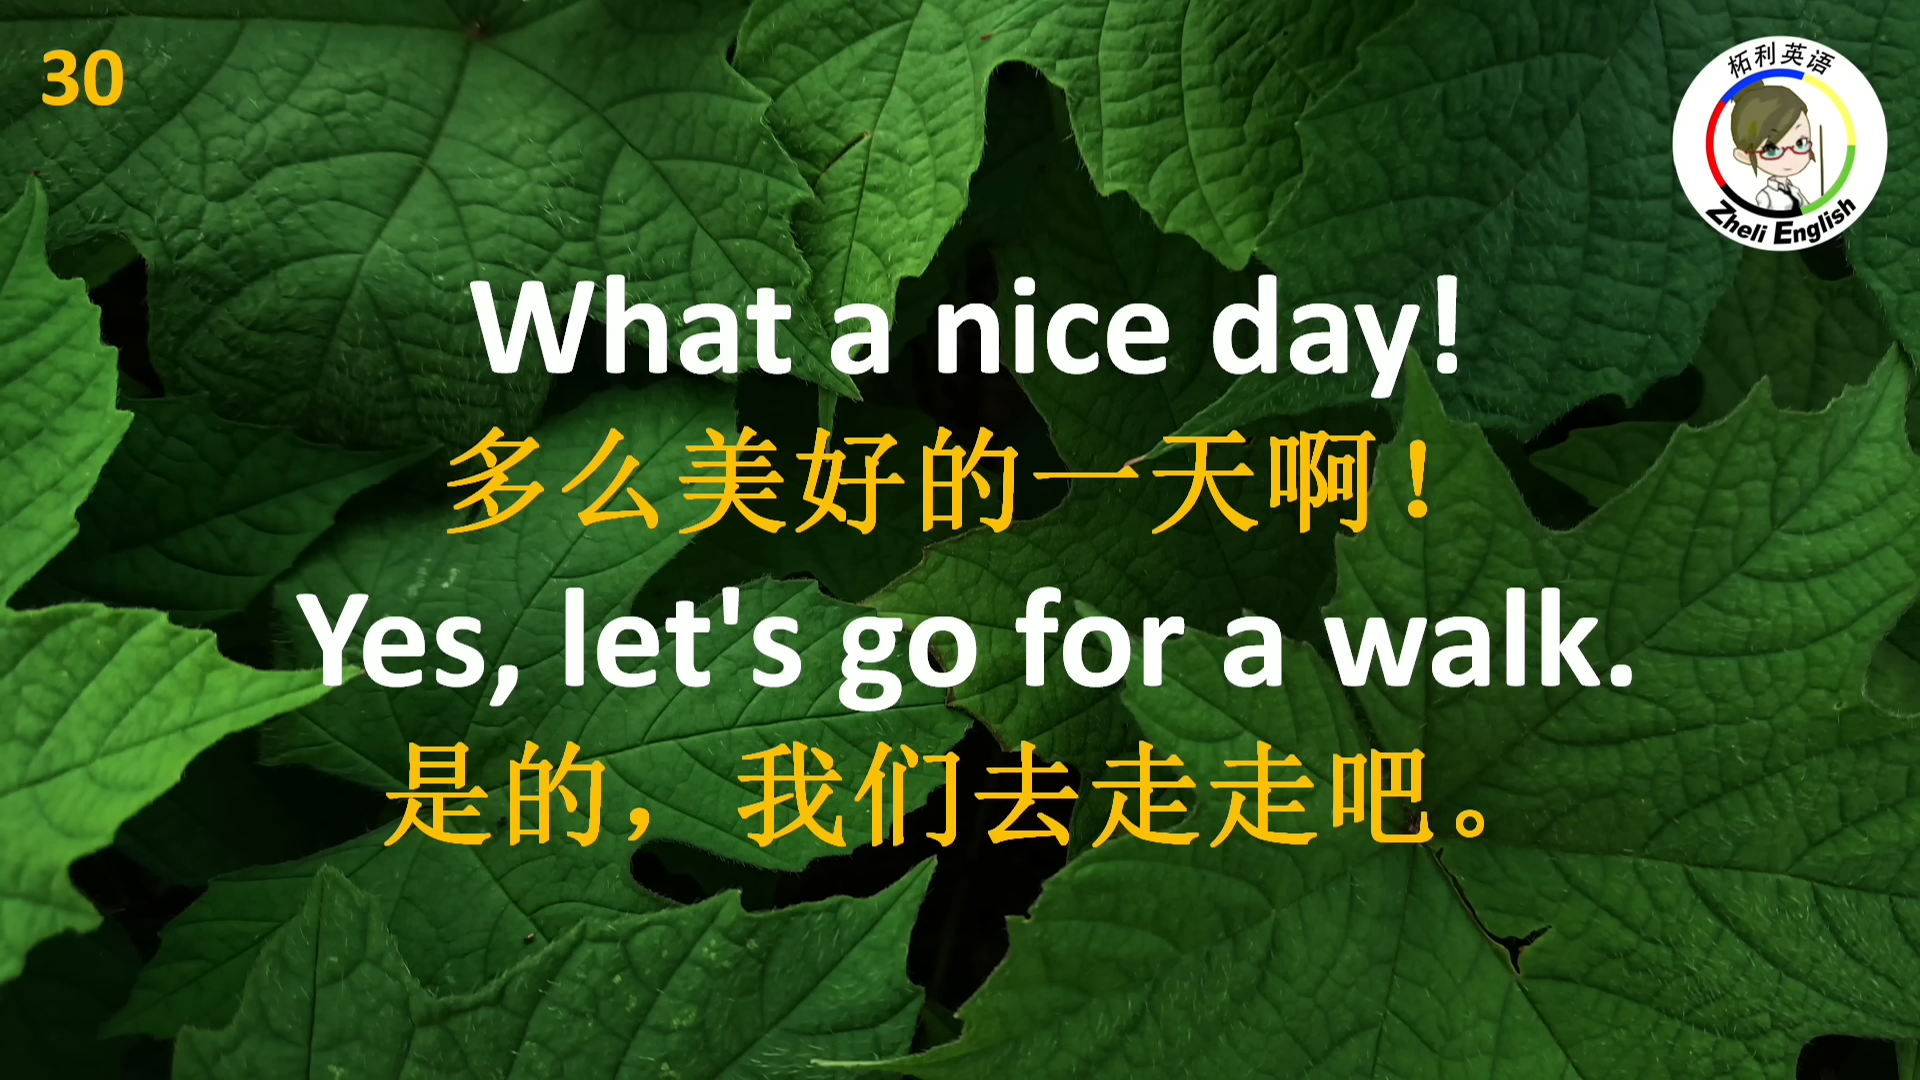 30
柘利英语
Zheli English
What a nice day!
多么美好的一天啊！
Yes, let's go for a walk.
是的，我们去走走吧。